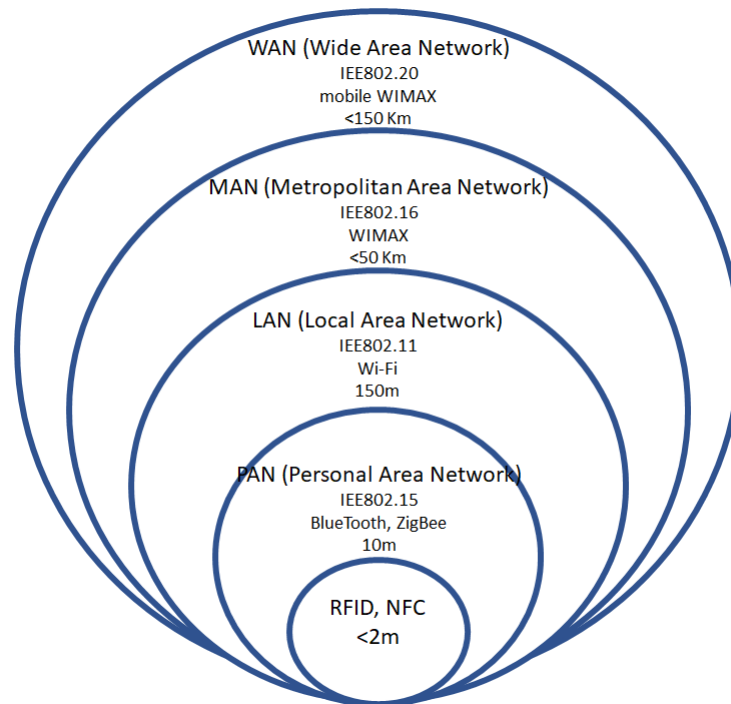 WAN (Wide Area Network)
IEE802.20
mobile WIMAX
<150 Km
MAN (Metropolitan Area Network)
IEE802.16
WIMAX
<50 Km
LAN (Local Area Network)
IEE802.11
Wi-Fi
150m
PAN (Personal Area Network)
IEE802.15
BlueTooth, ZigBee
10m
RFID, NFC
<2m